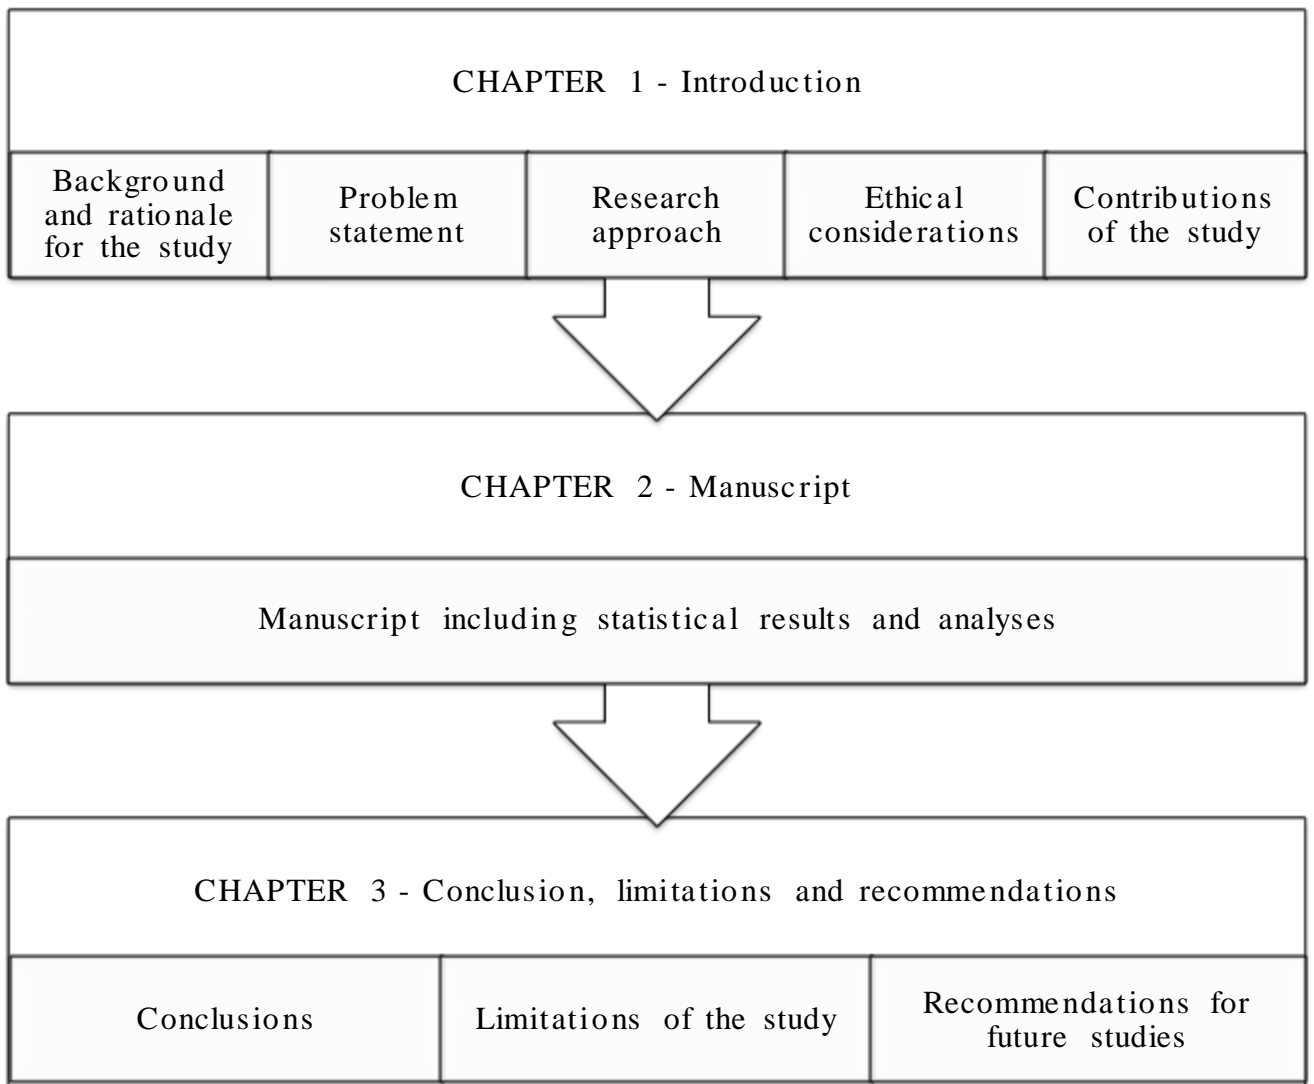 CHAPTER 1 - Introduction
Background
and rationale
for the study
Problem
statement
Research
approach
Ethical
considerations
Contributions
of the study
CHAPTER 2 - Manuscript
Manuscript including statistical results and analyses
CHAPTER 3 - Conclusion, limitations and recommendations
Conclusions
Limitations of the study
Recommendations for
future studies